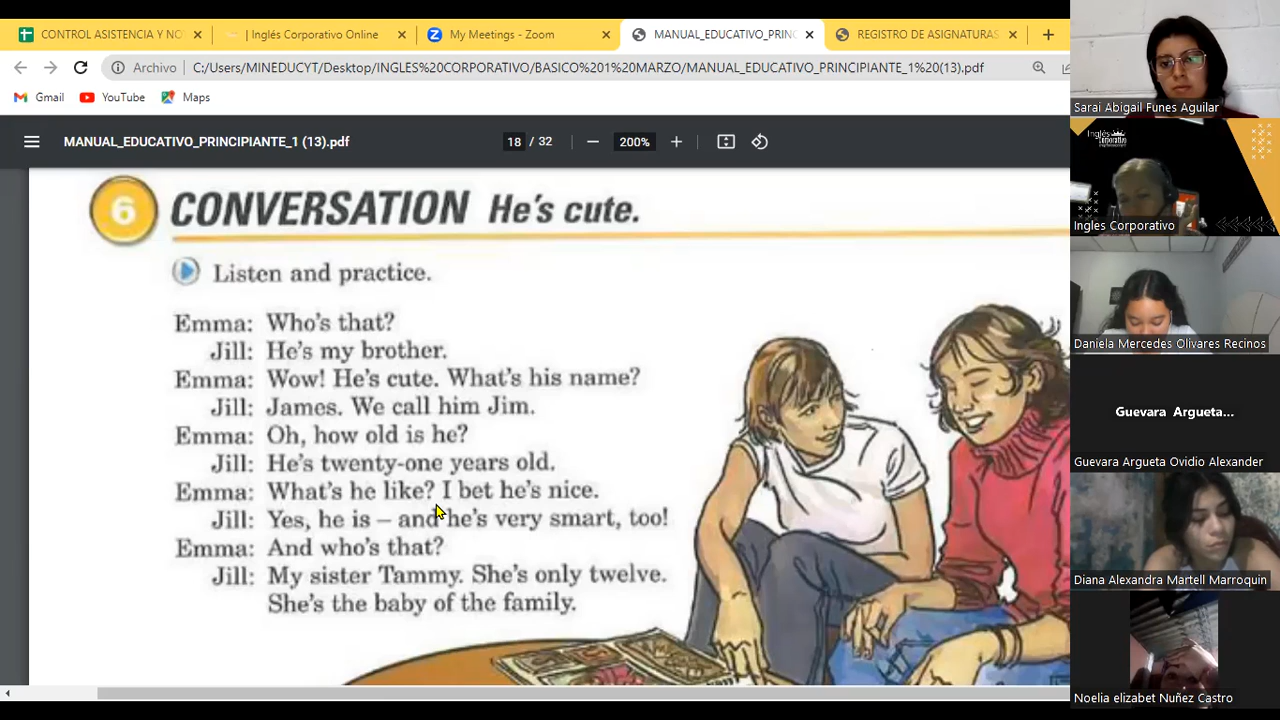 CONTROL ASISTENCIA Y NO
| Inglés Corporativo Online
My Meetings - Zoom
MANUAL_EDUCATIVO_PRINC
REGISTRO DE ASIGNATURAS
Archivo
C:/Users/MINEDUCYT/Desktop/INGLES%20CORPORATIVO/BASICO%201%20MARZO/MANUAL_EDUCATIVO_PRINCIPIANTE_1%20(13).pdf
Gmail
YouTube
Maps
MANUAL_EDUCATIVO_PRINCIPIANTE_1 (13).pdf
18 / 32
200%
6 CONVERSATION He's cute.
Listen and practice.
Emma: Who's that?
Jill: He's my brother.
Emma: Wow! He's cute. What's his name?
Jill: James. We call him Jim.
Emma: Oh, how old is he?
Jill: He's twenty-one years old.
Emma: What's he like? I bet he's nice.
Jill: Yes, he is – and he's very smart, too!
Emma: And who's that?
Jill: My sister Tammy. She's only twelve.
She's the baby of the family.
Sarai Abigail Funes Aguilar
Inglés
Corporativo
Ingles Corporativo
Daniela Mercedes Olivares Recinos
Guevara Argueta...
Guevara Argueta Ovidio Alexander
Diana Alexandra Martell Marroquin
Noelia elizabet Nuñez Castro